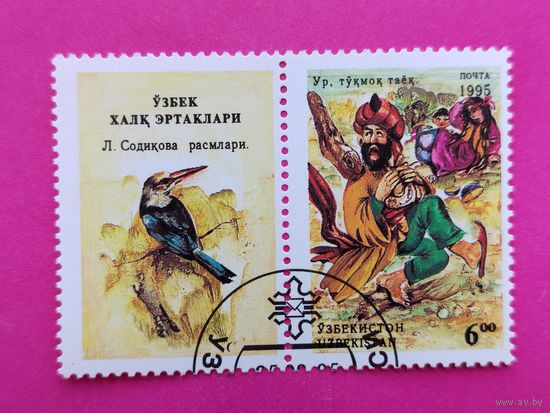 ЎЗБЕК
ХАЛҚ ЭРТАКЛАРИ
Л. Содиқова расмлари.
Ур, тўқмоқ таёқ.
ПОЧТА
1995
ЎЗБЕКИСТОН
UZBEKISTAN
6 00
www.ay.by